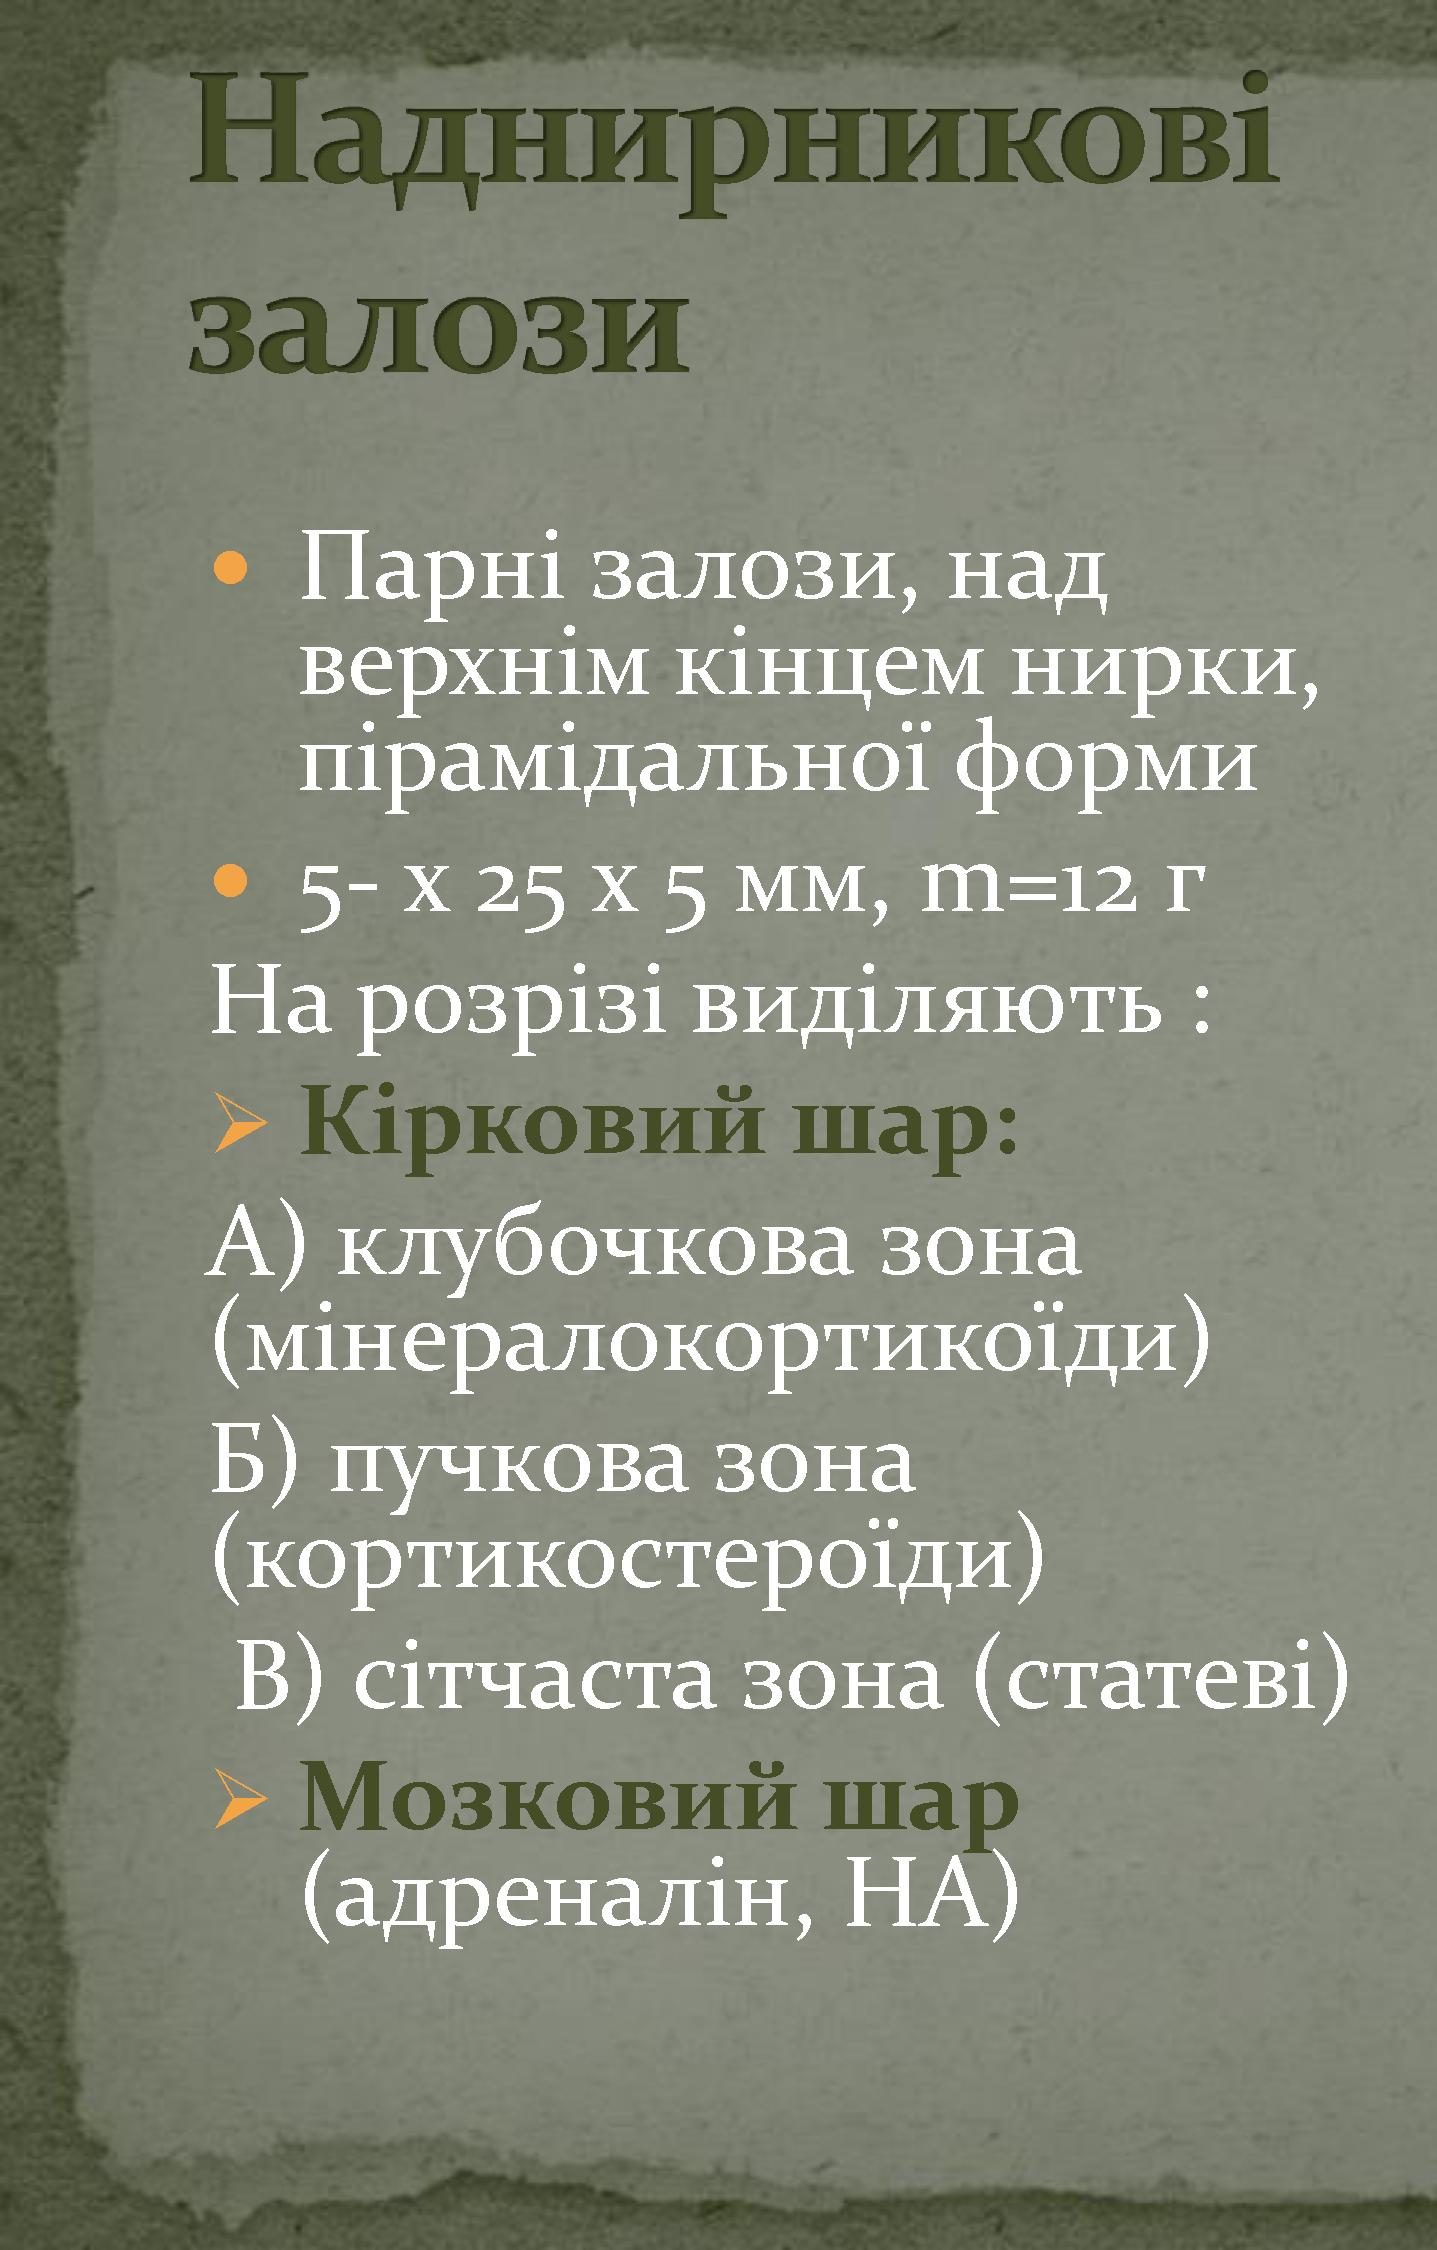 Наднирникові
залози
• Парні залози, над
верхнім кінцем нирки,
пірамідальної форми
• 5- х 25 х 5 мм, m=12 г
На розрізі виділяють :
➢ Кірковий шар:
А) клубочкова зона
(мінералокортикоїди)
Б) пучкова зона
(кортикостероїди)
В) сітчаста зона (статеві)
➢ Мозковий шар
(адреналін, НА)